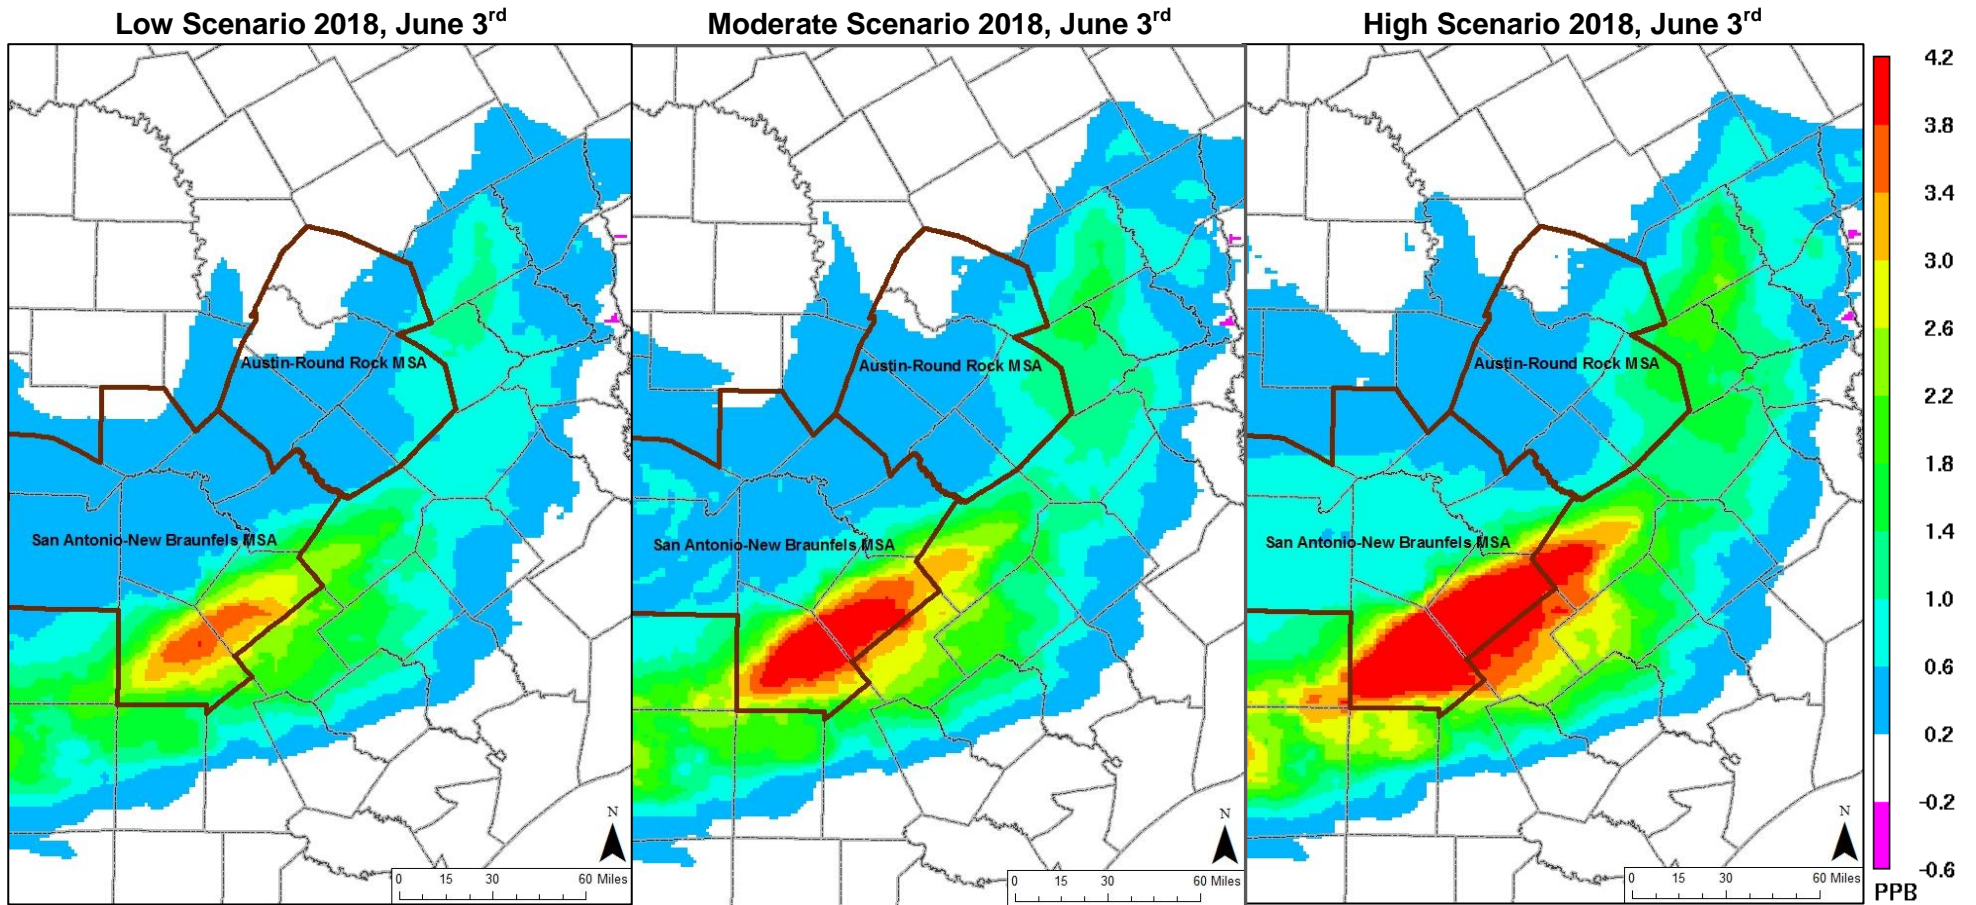 Low Scenario 2018, June 3rd
Moderate Scenario 2018, June 3rd
High Scenario 2018, June 3rd
Austin-Round Rock MSA
San Antonio-New Braunfels MSA
N
0 15 30 60 Miles
Austin-Round Rock MSA
San Antonio-New Braunfels MSA
N
0 15 30 60 Miles
Austin-Round Rock MSA
San Antonio-New Braunfels MSA
N
0 15 30 60 Miles
4.2
3.8
3.4
3.0
2.6
2.2
1.8
1.4
1.0
0.6
0.2
-0.2
-0.6
PPB